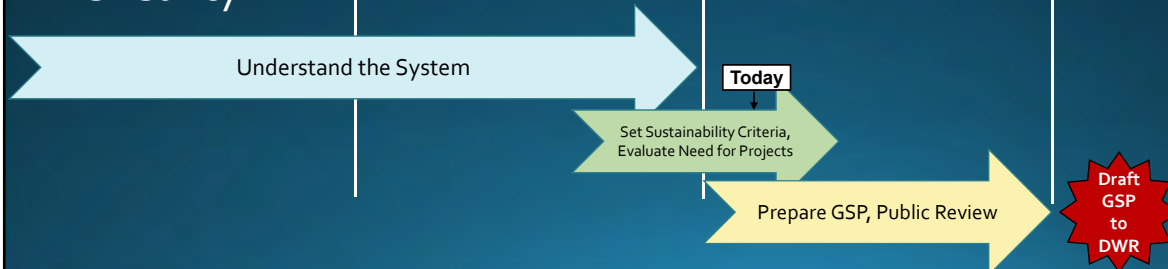 Understand the System
Today
Set Sustainability Criteria,
Evaluate Need for Projects
Prepare GSP, Public Review
Draft
GSP
to
DWR